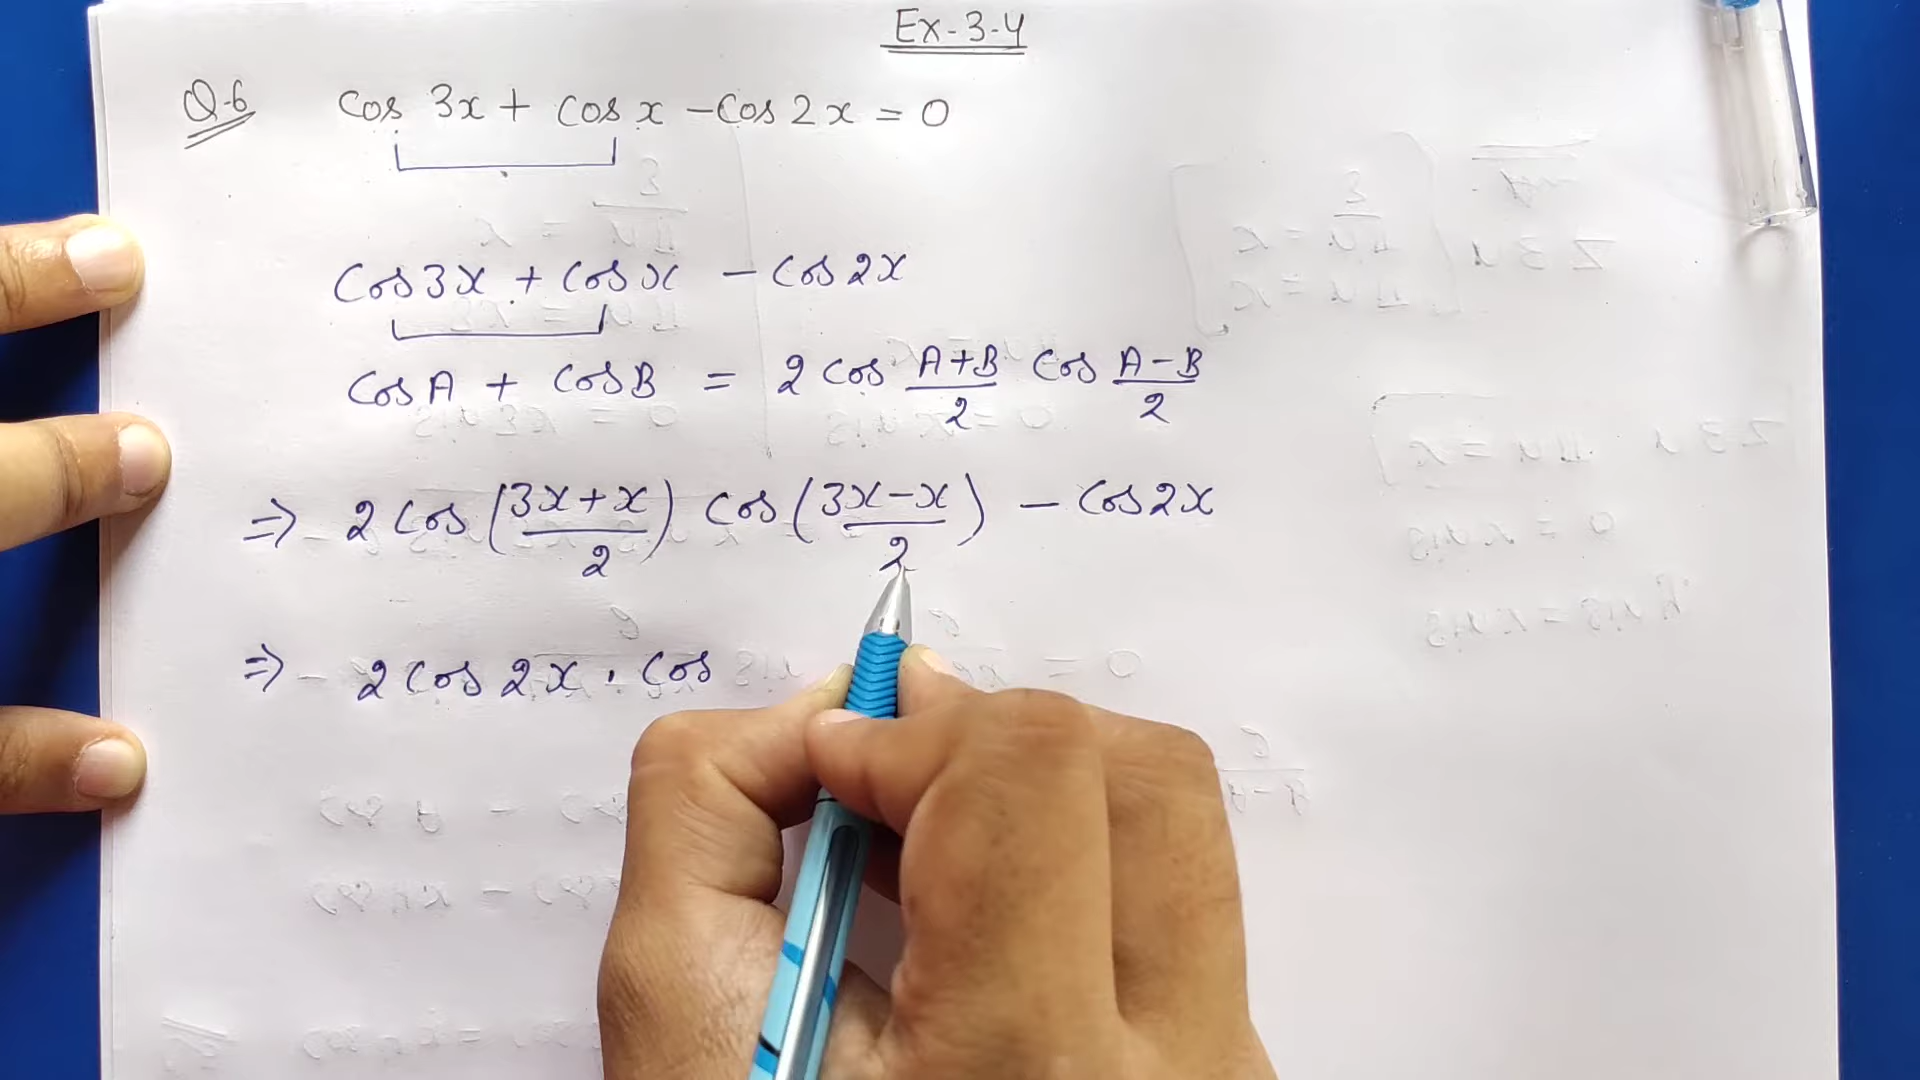 Ex-3-4
Q-6 cos 3x + cos x - cos 2x = 0
cos 3x + cos x - cos 2x
cos A + cos B = 2 cos A+B/2 cos A-B/2
⇒ 2 cos (3x+x/2) cos (3x-x/2) - cos 2x
⇒ 2 cos 2x . cos